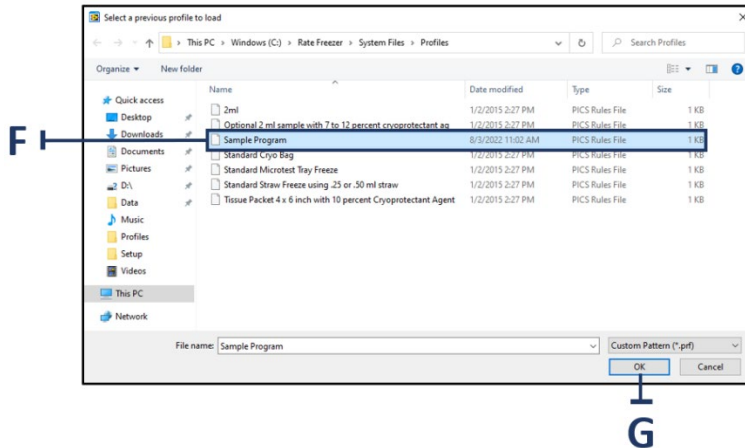 Select a previous profile to load
This PC > Windows (C:) > Rate Freezer > System Files > Profiles
Search Profiles
Organize
New folder
Name Date modified Type Size
Quick access
Desktop
Downloads
Documents
Pictures
D:\
Data
Music
Profiles
Setup
Videos
This PC
Network
2ml 1/2/2015 2:27 PM PICS Rules File 1 KB
Optional 2 ml sample with 7 to 12 percent cryoprotectant ag 1/2/2015 2:27 PM PICS Rules File 1 KB
Sample Program 8/3/2022 11:02 AM PICS Rules File 1 KB
Standard Cryo Bag 1/2/2015 2:27 PM PICS Rules File 1 KB
Standard Microtest Tray Freeze 1/2/2015 2:27 PM PICS Rules File 1 KB
Standard Straw Freeze using .25 or .50 ml straw 1/2/2015 2:27 PM PICS Rules File 1 KB
Tissue Packet 4 x 6 inch with 10 percent Cryoprotectant Agent 1/2/2015 2:27 PM PICS Rules File 1 KB
F
File name: Sample Program Custom Pattern (*.prf)
OK Cancel
G